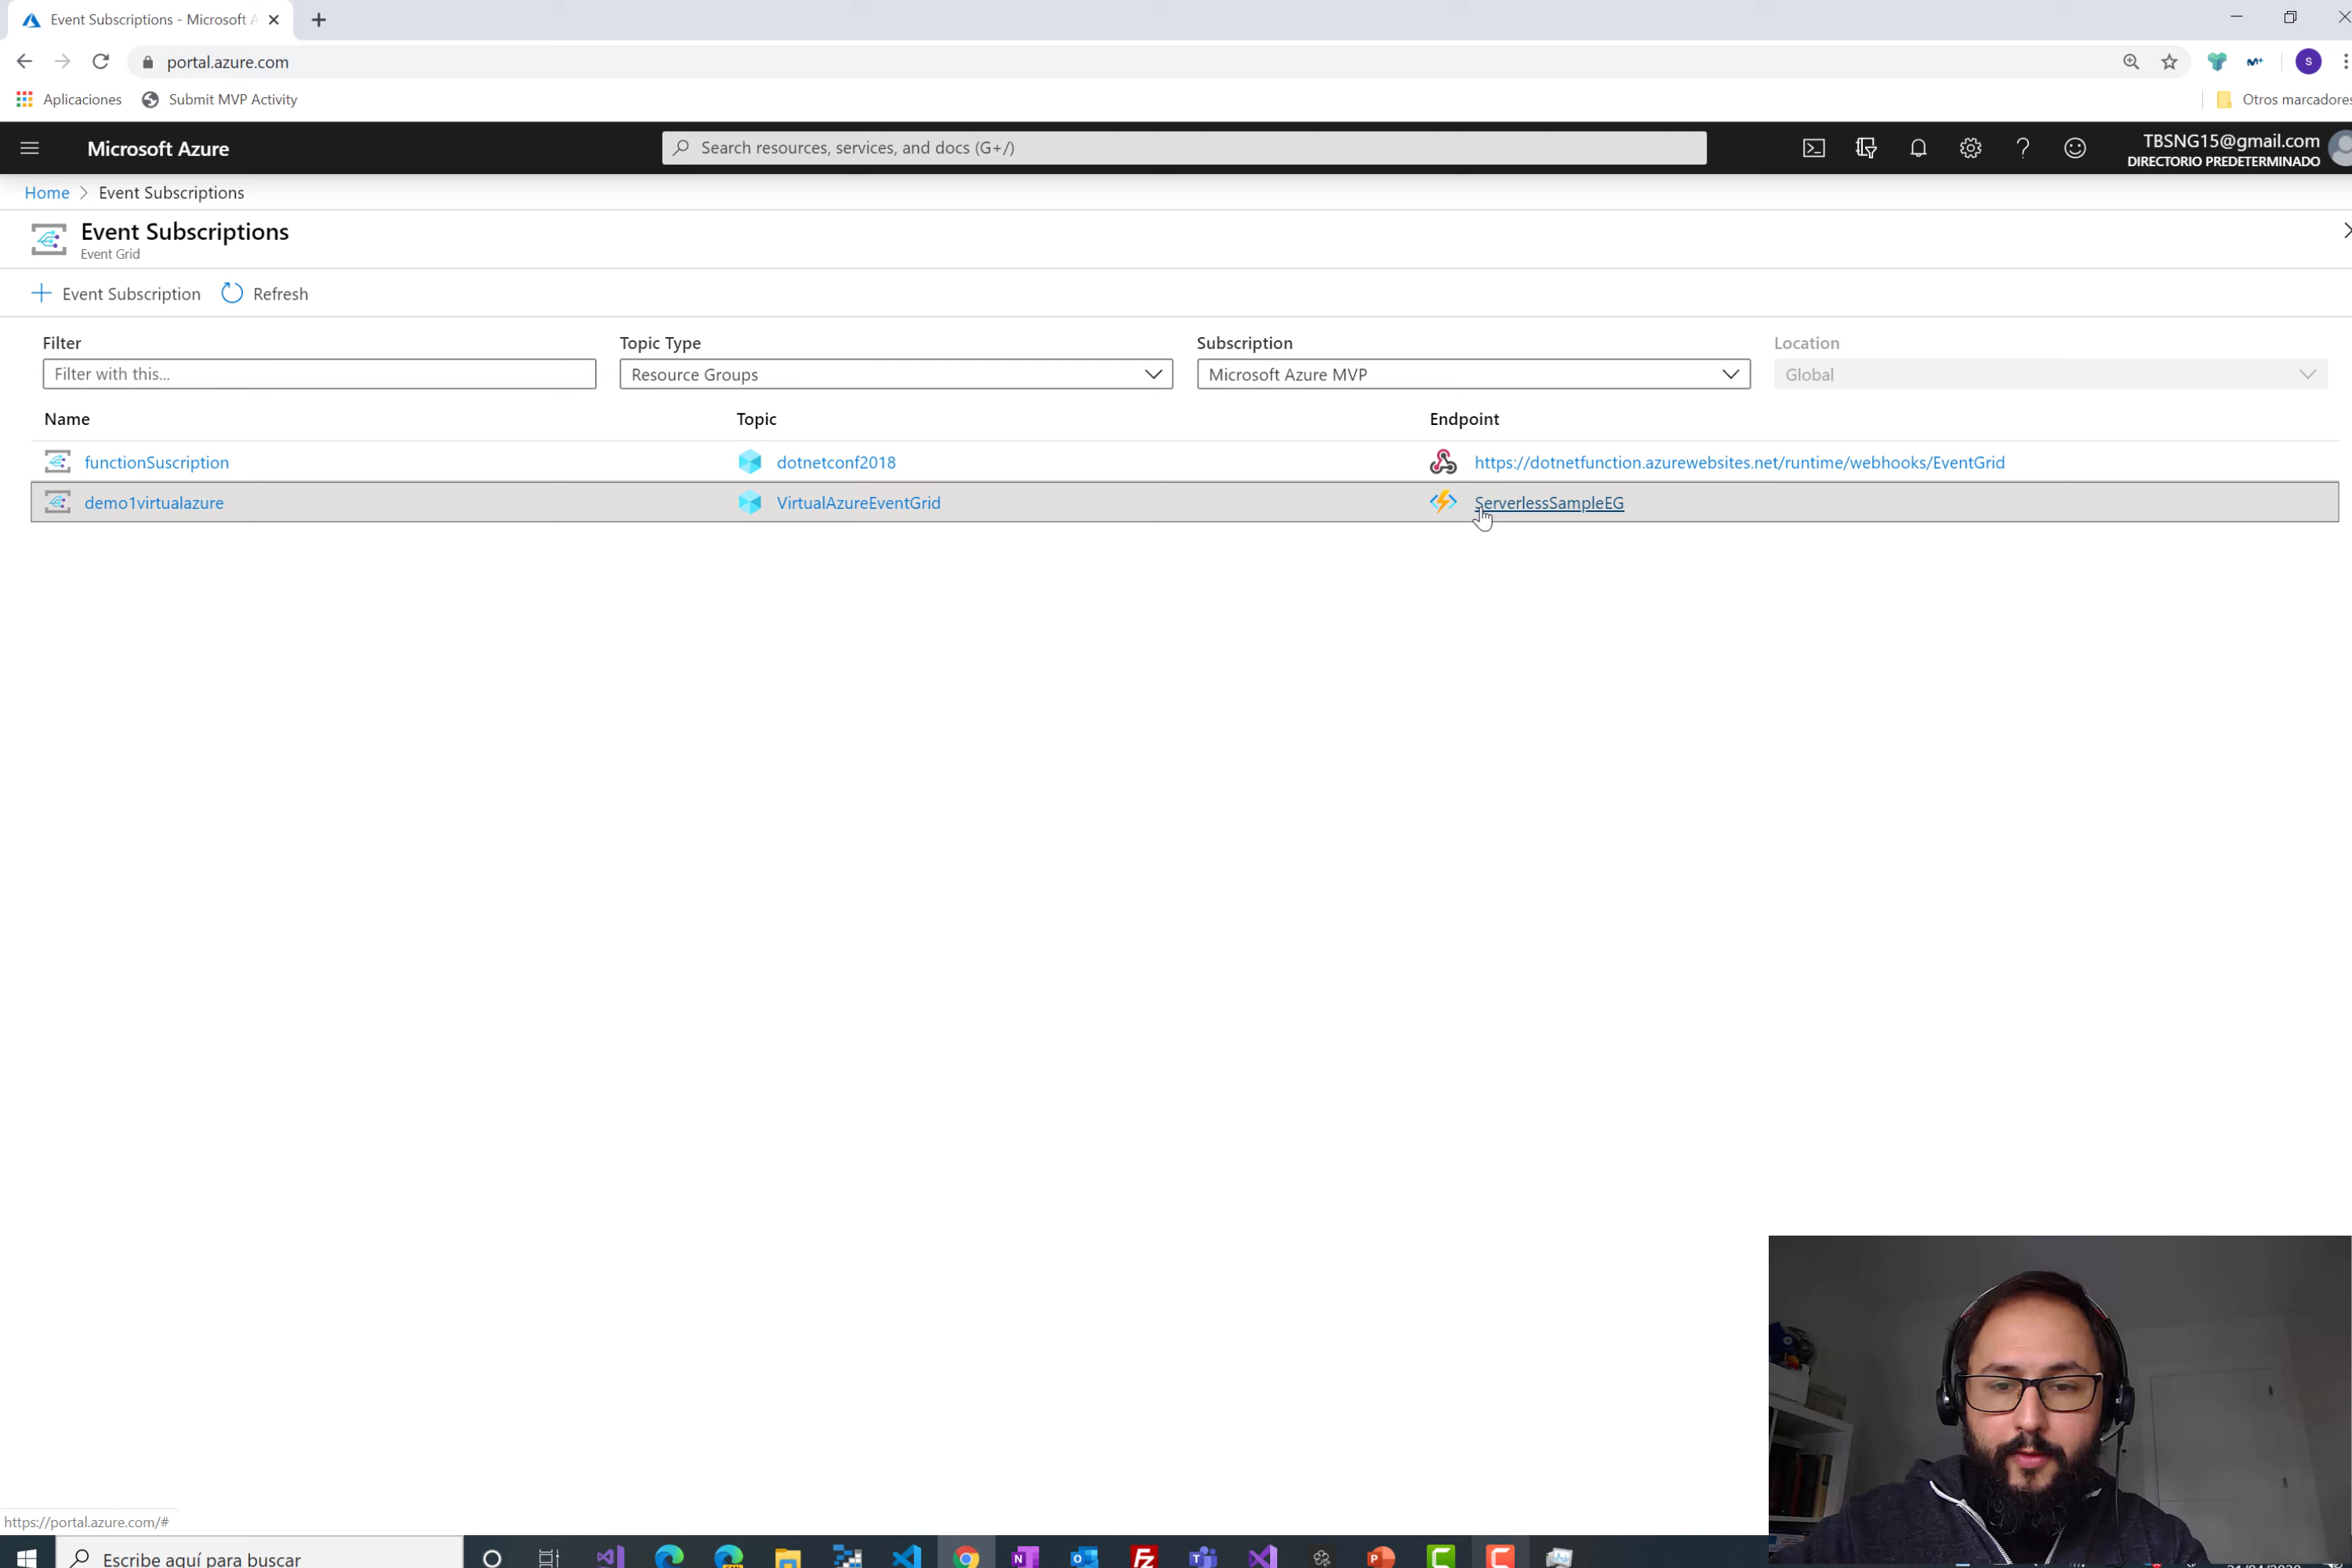 Event Subscriptions - Microsoft A
portal.azure.com
Aplicaciones
Submit MVP Activity
Otros marcadores
Microsoft Azure
Search resources, services, and docs (G+/)
TBSNG15@gmail.com
DIRECTORIO PREDETERMINADO
Home > Event Subscriptions
Event Subscriptions
Event Grid
Event Subscription
Refresh
Filter
Topic Type
Subscription
Location
Filter with this...
Resource Groups
Microsoft Azure MVP
Global
Name
Topic
Endpoint
functionSuscription
dotnetconf2018
https://dotnetfunction.azurewebsites.net/runtime/webhooks/EventGrid
demo1virtualazure
VirtualAzureEventGrid
ServerlessSampleEG
https://portal.azure.com/#
Escribe aquí para buscar